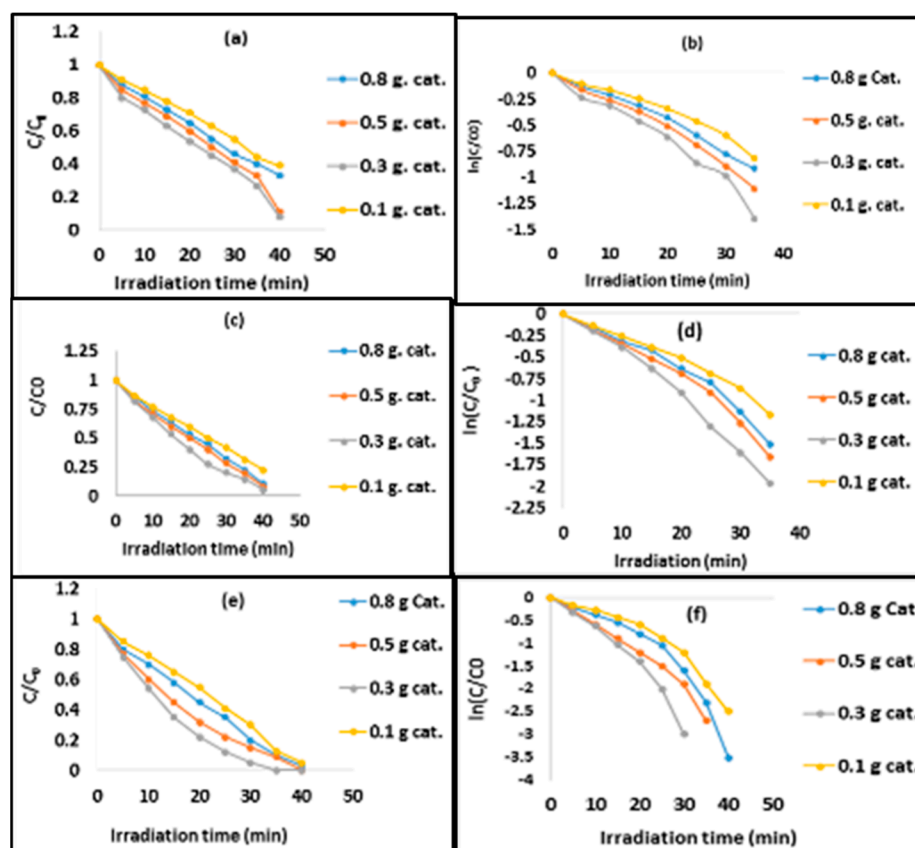 (a)
1.2
1
0.8
0.6
0.4
0.2
0
C/C₀
0 10 20 30 40 50
Irradiation time (min)
0.8 g. cat.
0.5 g. cat.
0.3 g. cat.
0.1 g. cat.
(b)
0
-0.25
-0.5
-0.75
-1
-1.25
-1.5
ln(C/C0)
0 10 20 30 40
Irradiation time (min)
0.8 g Cat.
0.5 g. cat.
0.3 g. cat.
0.1 g. cat.
(c)
1.25
1
0.75
0.5
0.25
0
C/C0
0 10 20 30 40 50
Irradiation time (min)
0.8 g. cat.
0.5 g. cat.
0.3 g. cat.
0.1 g. cat.
(d)
0
-0.25
-0.5
-0.75
-1
-1.25
-1.5
-1.75
-2
-2.25
ln(C/C₀)
0 10 20 30 40
Irradiation (min)
0.8 g cat.
0.5 g cat.
0.3 g cat.
0.1 g cat.
(e)
1.2
1
0.8
0.6
0.4
0.2
0
C/C₀
0 10 20 30 40 50
Irradiation time (min)
0.8 g Cat.
0.5 g cat.
0.3 g cat.
0.1 g cat.
(f)
0
-0.5
-1
-1.5
-2
-2.5
-3
-3.5
-4
ln(C/C0
0 10 20 30 40
Irradiation time (min)
0.8 g Cat
0.5 g cat.
0.3 g cat.
0.1 g cat.